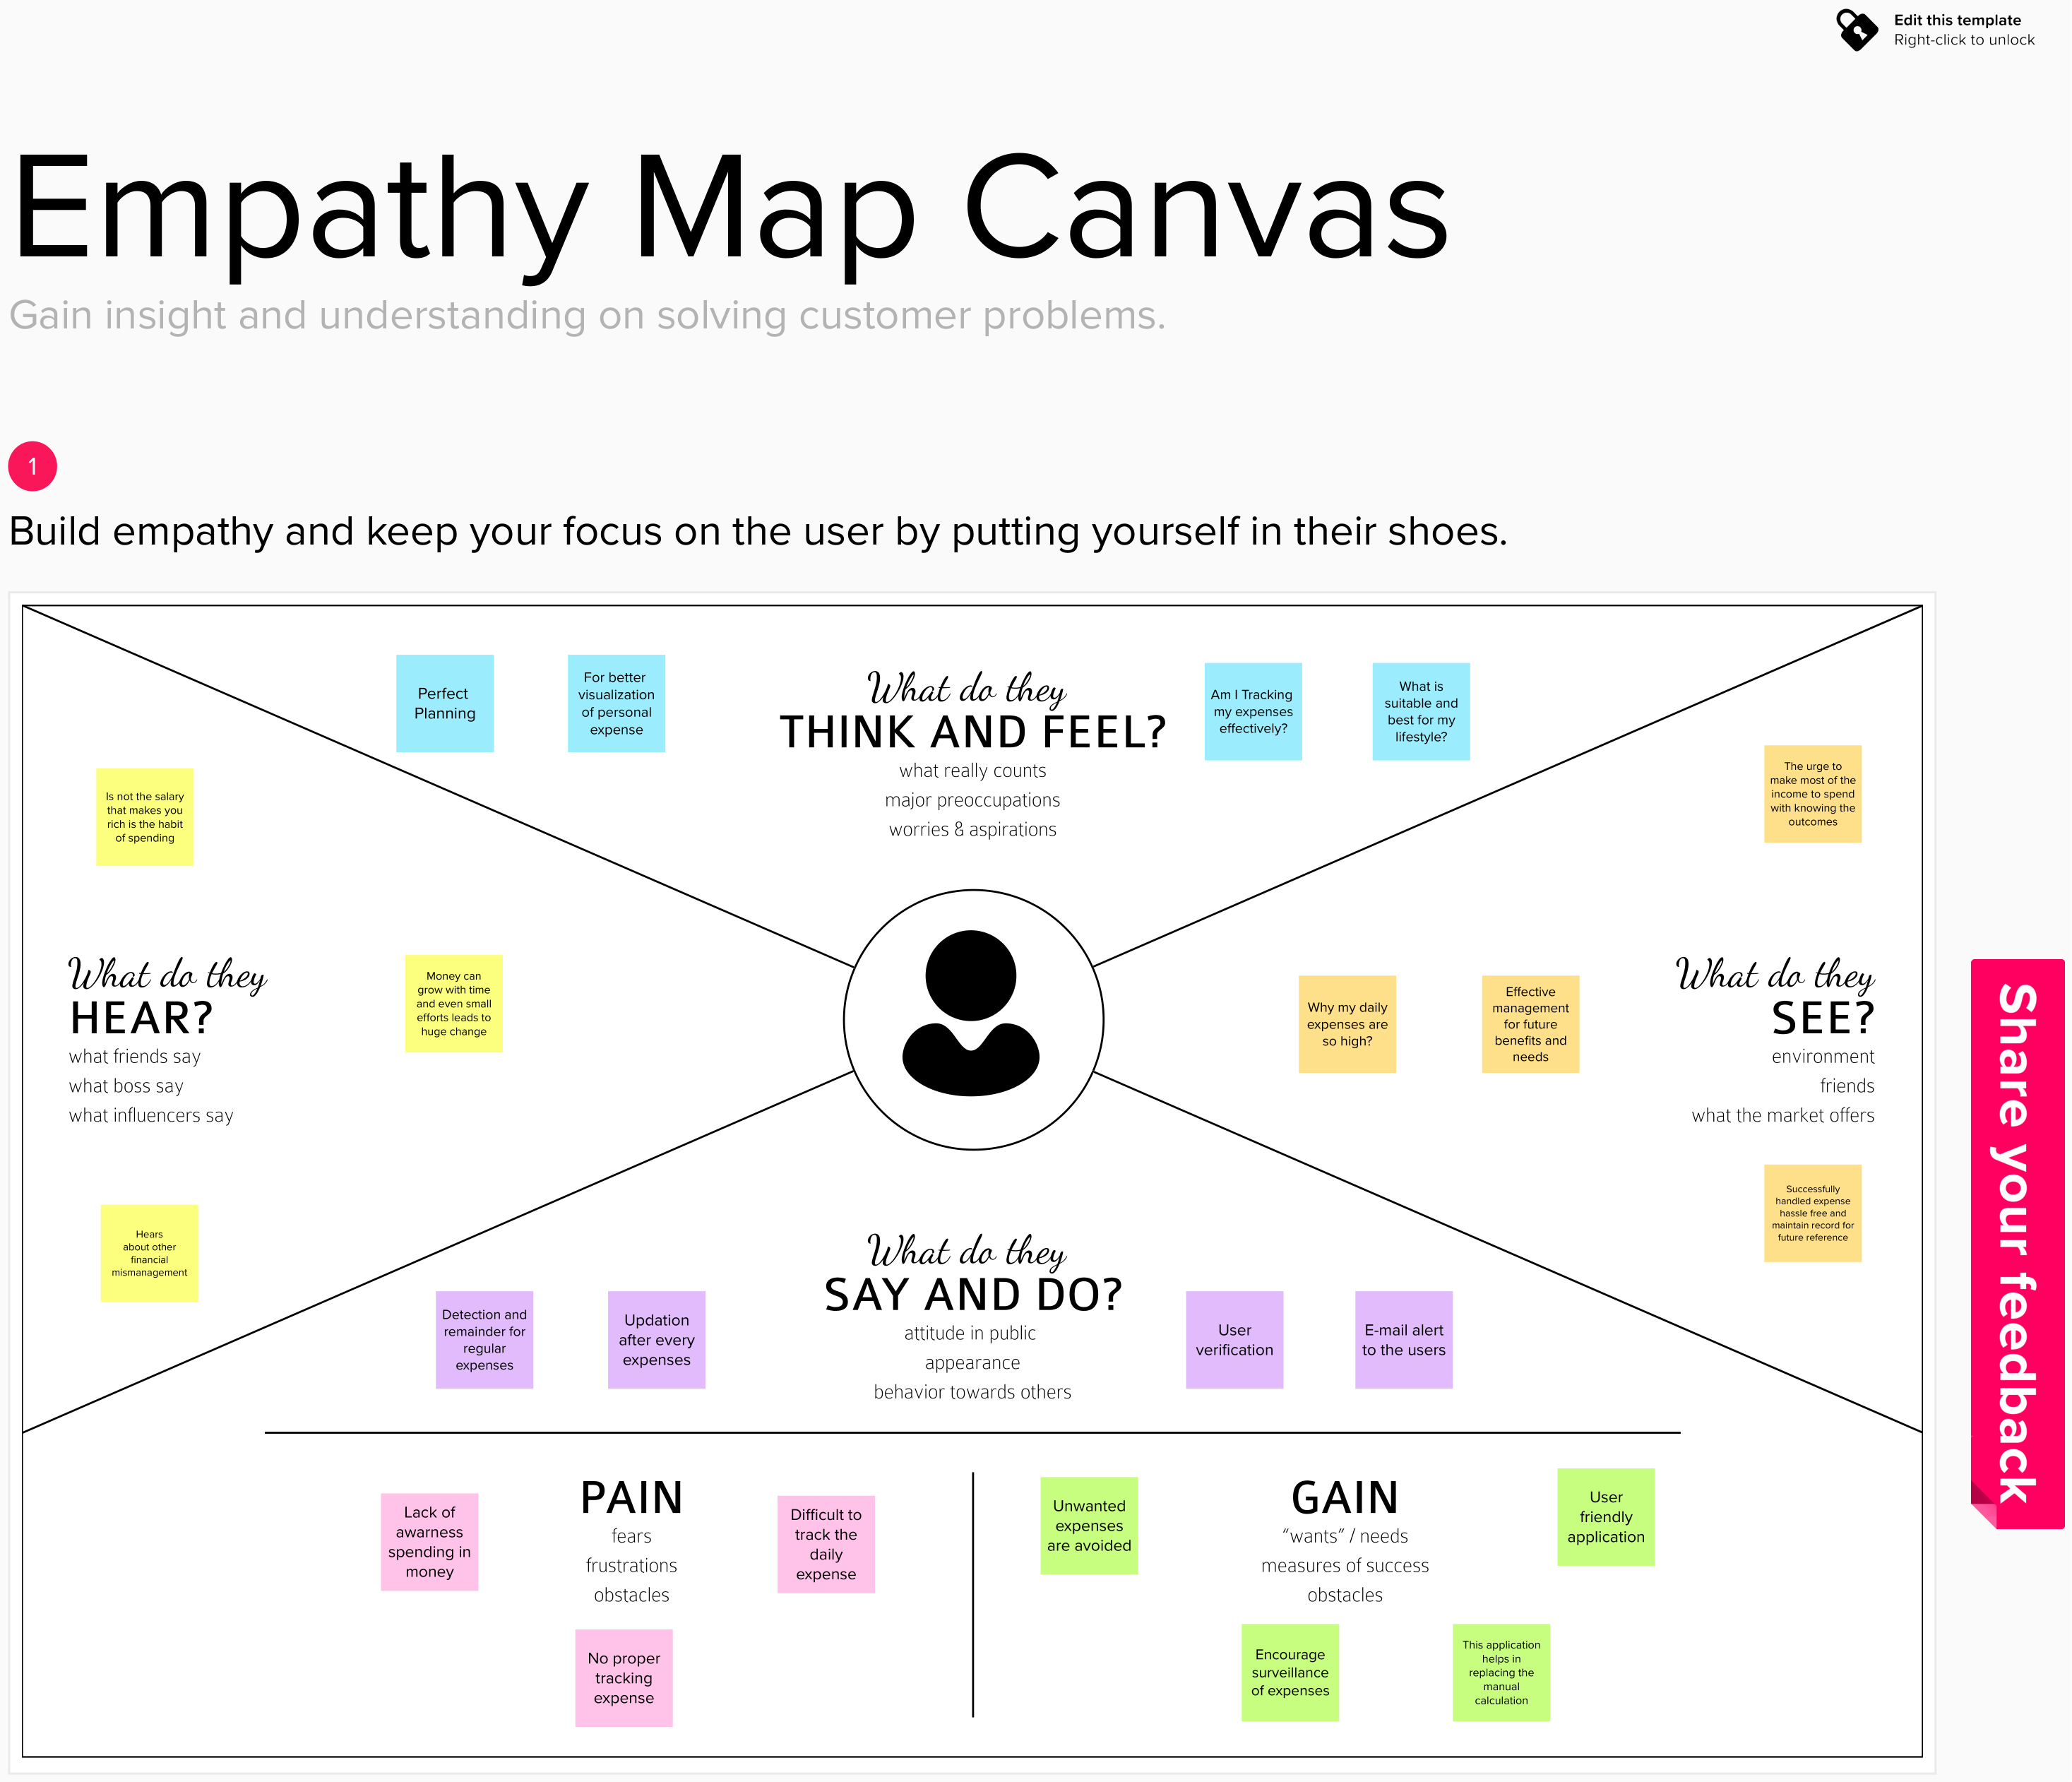 Edit this template
Right-click to unlock
Empathy Map Canvas
Gain insight and understanding on solving customer problems.
1
Build empathy and keep your focus on the user by putting yourself in their shoes.
Perfect
Planning
For better
visualization
of personal
expense
What do they
THINK AND FEEL?
what really counts
major preoccupations
worries & aspirations
Am I Tracking
my expenses
effectively?
What is
suitable and
best for my
lifestyle?
Is not the salary
that makes you
rich is the habit
of spending
What do they
HEAR?
what friends say
what boss say
what influencers say
Money can
grow with time
and even small
efforts leads to
huge change
Hears
about other
financial
mismanagement
The urge to
make most of the
income to spend
with knowing the
outcomes
Why my daily
expenses are
so high?
Effective
management
for future
benefits and
needs
What do they
SEE?
environment
friends
what the market offers
Successfully
handled expense
hassle free and
maintain record for
future reference
Detection and
remainder for
regular
expenses
Updation
after every
expenses
What do they
SAY AND DO?
attitude in public
appearance
behavior towards others
User
verification
E-mail alert
to the users
Lack of
awarness
spending in
money
PAIN
fears
frustrations
obstacles
Difficult to
track the
daily
expense
No proper
tracking
expense
Unwanted
expenses
are avoided
GAIN
“wants” / needs
measures of success
obstacles
User
friendly
application
Encourage
surveillance
of expenses
This application
helps in
replacing the
manual
calculation
Share your feedback